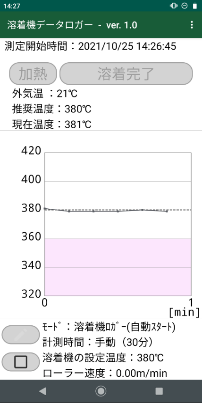 14:27
溶着機データロガー - ver. 1.0
測定開始時間：2021/10/25 14:26:45
加熱 溶着完了
外気温 ：21℃
推奨温度：380℃
現在温度：381℃
420
400
380
360
340
320
0 1
[min]
ﾓｰﾄﾞ：溶着機ﾛｶﾞｰ(自動ｽﾀｰﾄ)
計測時間：手動（30分）
溶着機の設定温度：380℃
ローラー速度：0.00m/min